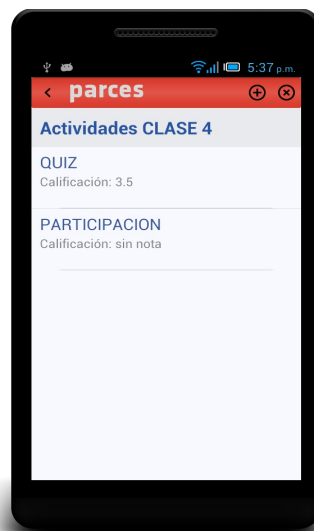 5:37 p.m.
parces
Actividades CLASE 4
QUIZ
Calificación: 3.5
PARTICIPACION
Calificación: sin nota